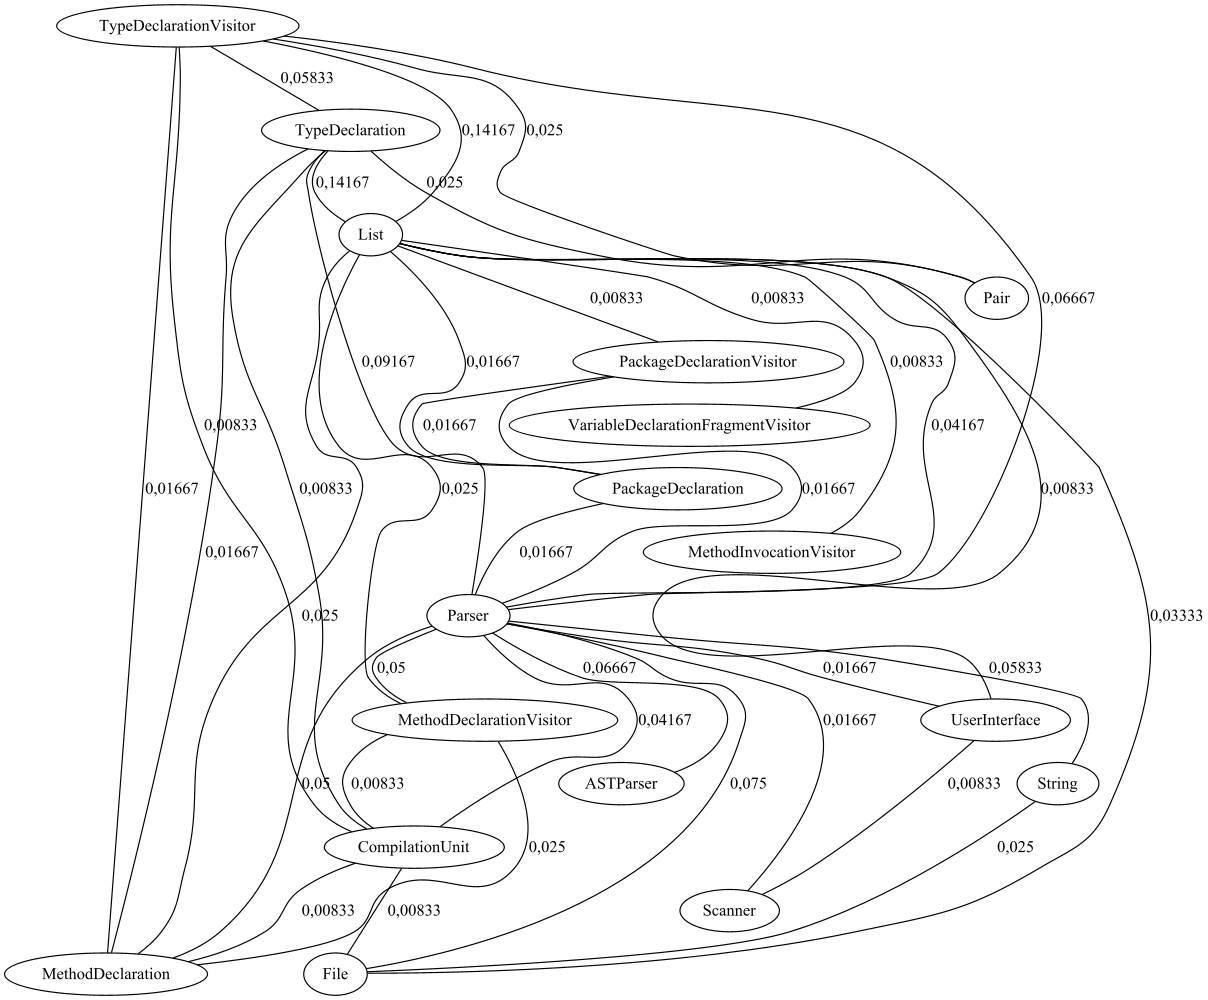 TypeDeclarationVisitor
0,05833
TypeDeclaration
0,14167
0,025
0,14167
0,025
List
Pair
0,00833
0,00833
0,06667
PackageDeclarationVisitor
0,09167
0,01667
0,00833
VariableDeclarationFragmentVisitor
0,00833
0,01667
0,04167
PackageDeclaration
0,01667
0,00833
0,025
0,01667
0,00833
MethodInvocationVisitor
0,01667
0,01667
Parser
0,025
0,03333
0,05
0,06667
0,01667
0,05833
MethodDeclarationVisitor
0,04167
0,01667
UserInterface
ASTParser
String
0,05
0,00833
0,075
0,00833
CompilationUnit
0,025
0,025
Scanner
0,00833
0,00833
MethodDeclaration
File